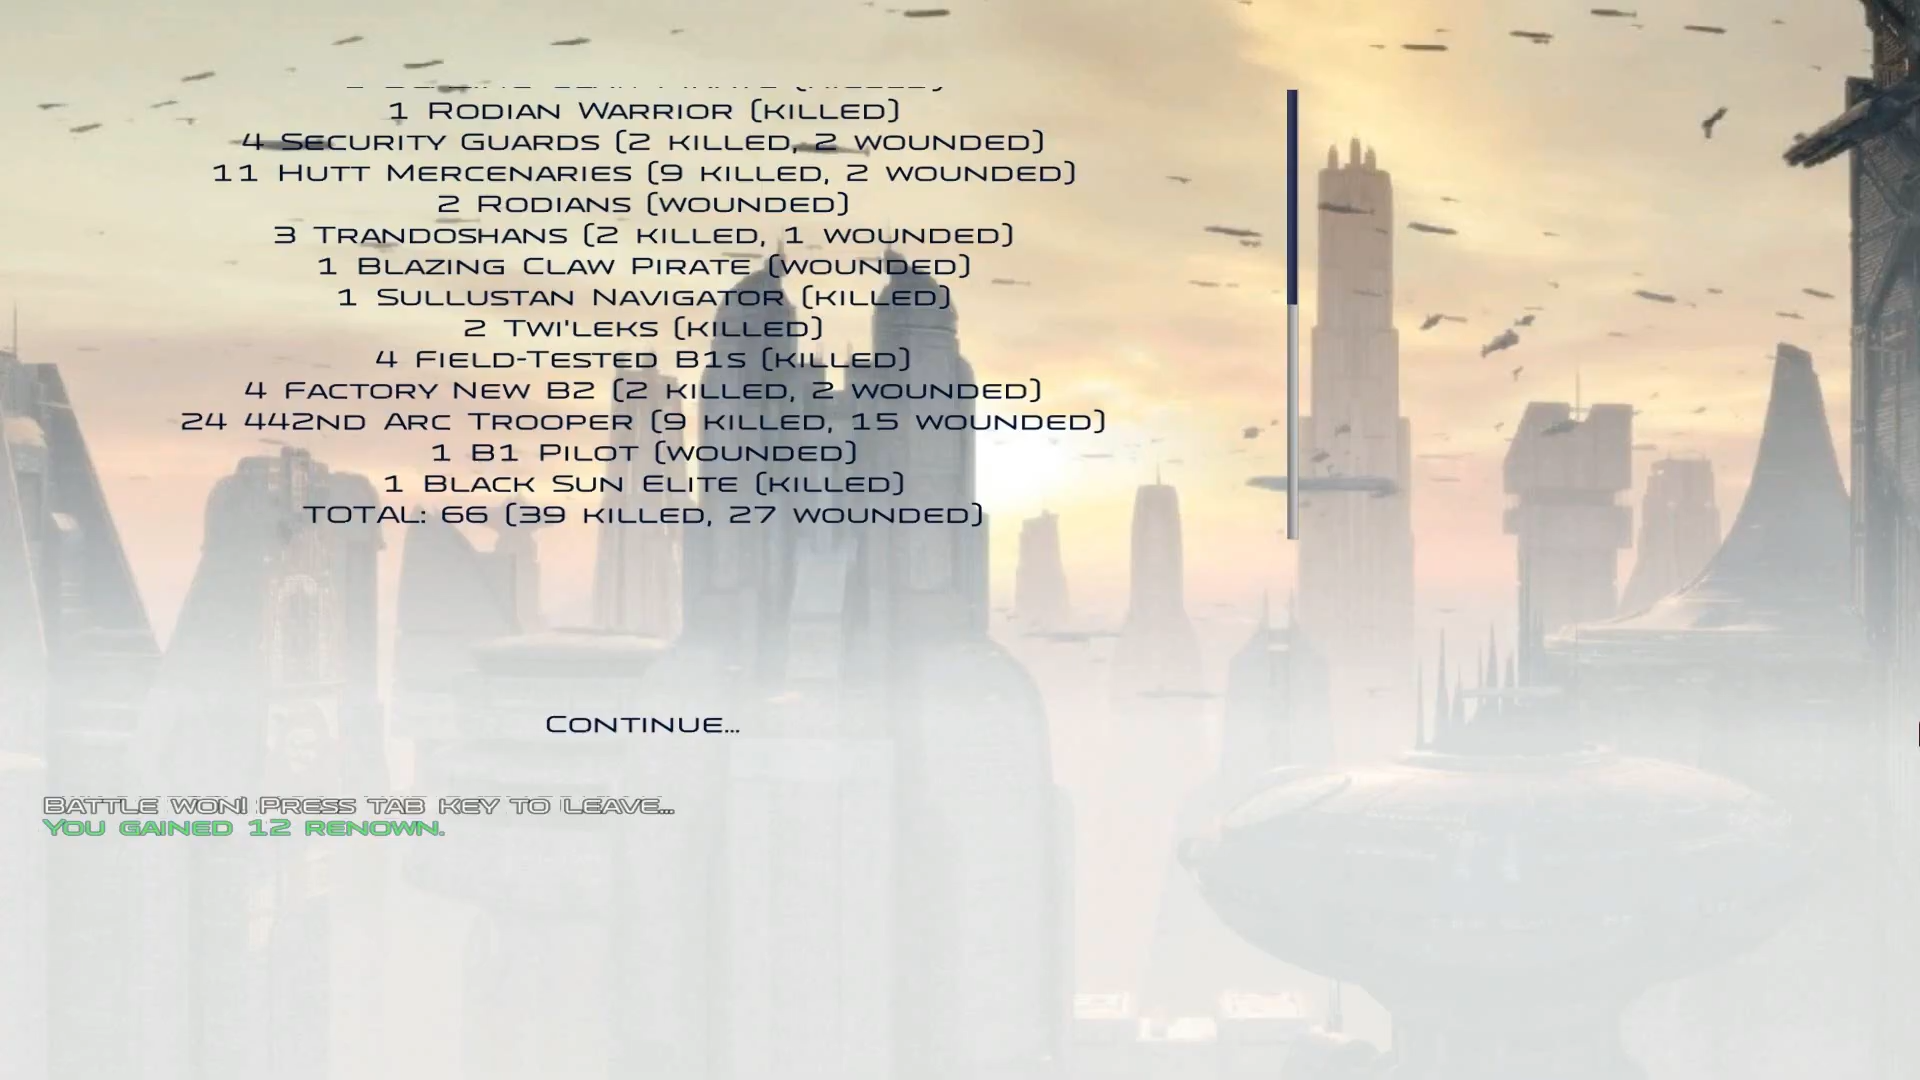 1 Rodian Warrior (killed)
4 Security Guards (2 killed, 2 wounded)
11 Hutt Mercenaries (9 killed, 2 wounded)
2 Rodians (wounded)
3 Trandoshans (2 killed, 1 wounded)
1 Blazing Claw Pirate (wounded)
1 Sullustan Navigator (killed)
2 Twi'leks (killed)
4 Field-Tested B1s (killed)
4 Factory New B2 (2 killed, 2 wounded)
24 442nd Arc Trooper (9 killed, 15 wounded)
1 B1 Pilot (wounded)
1 Black Sun Elite (killed)
TOTAL: 66 (39 killed, 27 wounded)
Continue...
Battle won! Press tab key to leave...
You gained 12 renown.